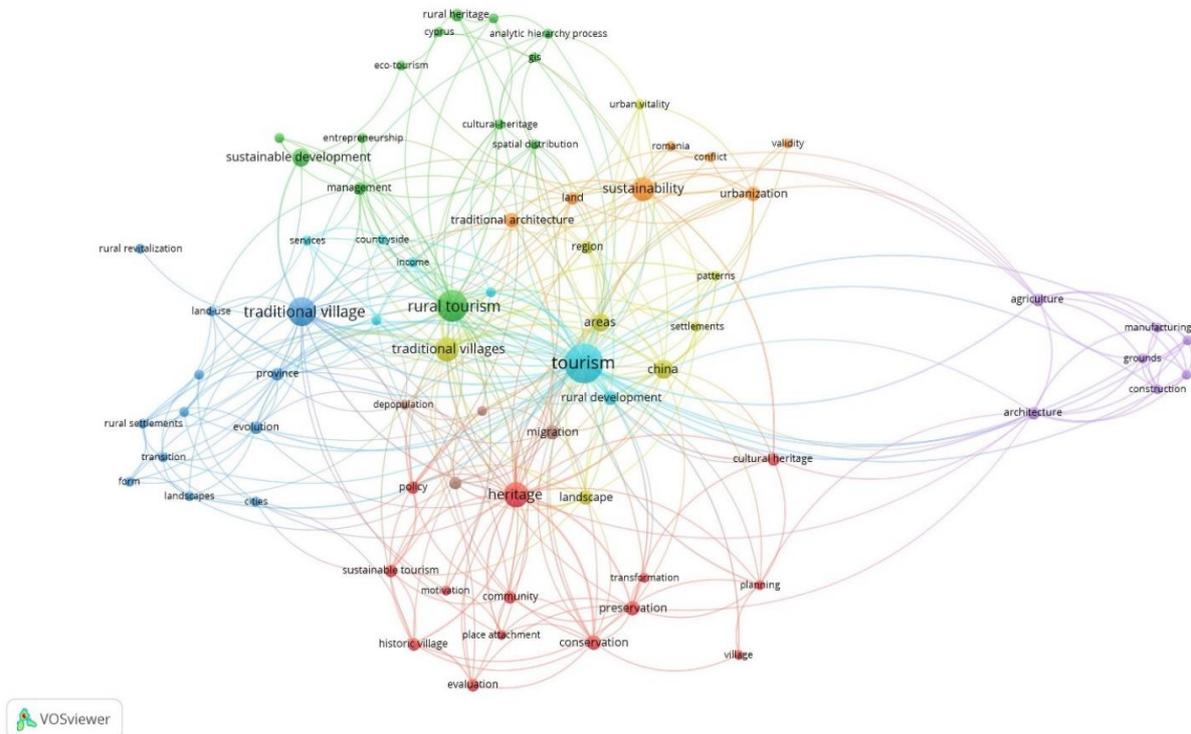 rural heritage
cyprus
analytic hierarchy process
gis
eco-tourism
urban vitality
cultural-heritage
entrepreneurship
spatial distribution
romania
validity
conflict
sustainable development
management
sustainability
urbanization
land
traditional architecture
services
countryside
region
rural revitalization
income
patterns
agriculture
land-use
traditional village
rural tourism
areas
settlements
manufacturing
traditional villages
tourism
china
grounds
province
construction
rural development
depopulation
architecture
rural settlements
evolution
migration
transition
cultural heritage
form
landscapes
cities
policy
heritage
landscape
sustainable tourism
transformation
motivation
community
planning
preservation
place attachment
historic village
conservation
village
evaluation
VOSviewer